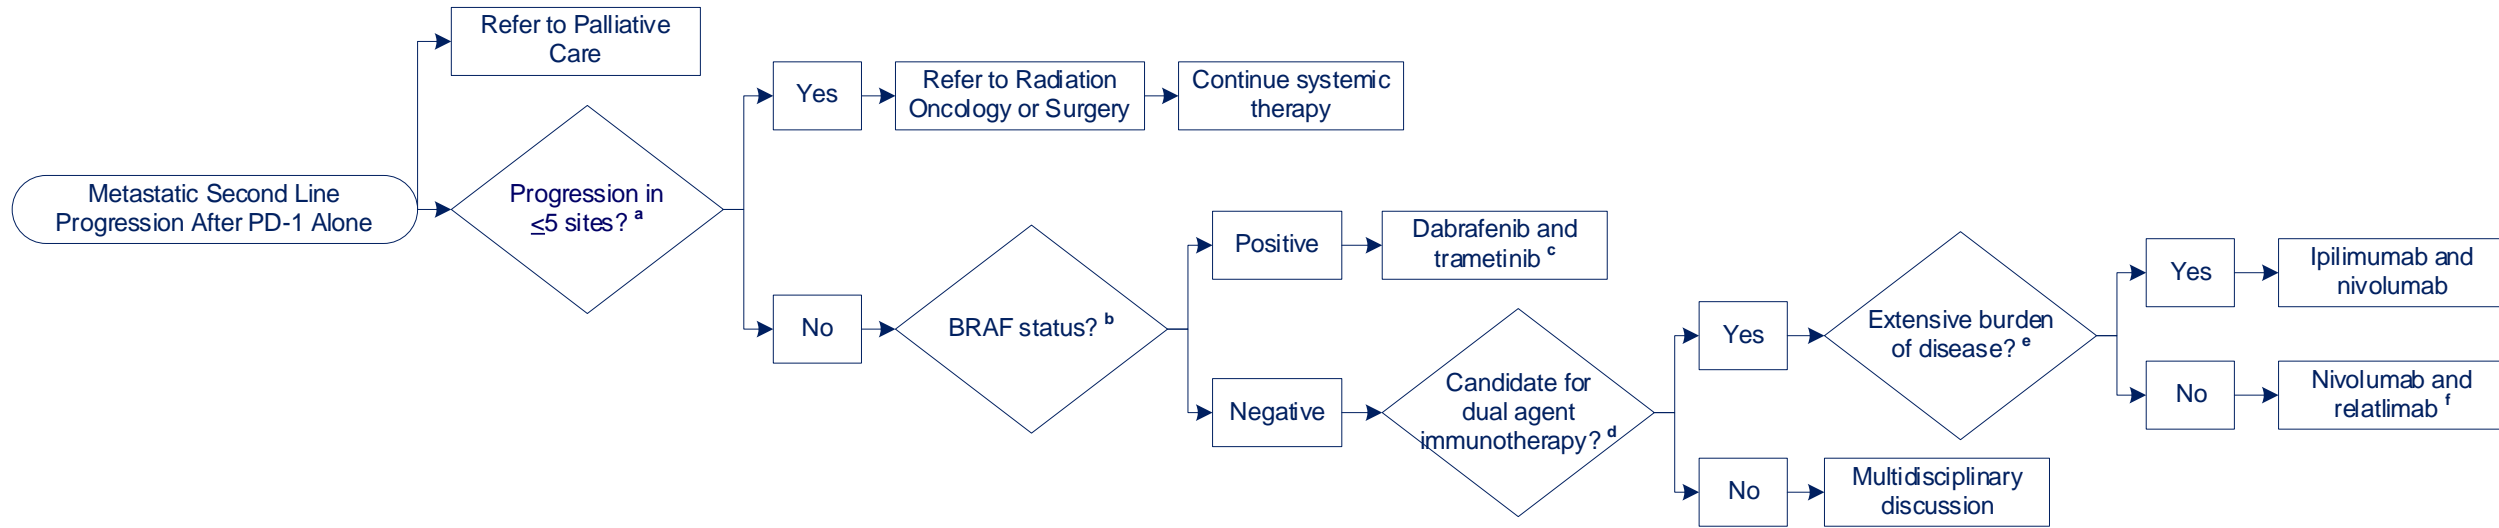 Refer to Palliative
Care
Metastatic Second Line
Progression After PD-1 Alone
Progression in
≤5 sites? a
Yes
Refer to Radiation
Oncology or Surgery
Continue systemic
therapy
No
BRAF status? b
Positive
Dabrafenib and
trametinib c
Negative
Candidate for
dual agent
immunotherapy? d
Yes
Extensive burden
of disease? e
Yes
Ipilimumab and
nivolumab
No
Nivolumab and
relatlimab f
No
Multidisciplinary
discussion